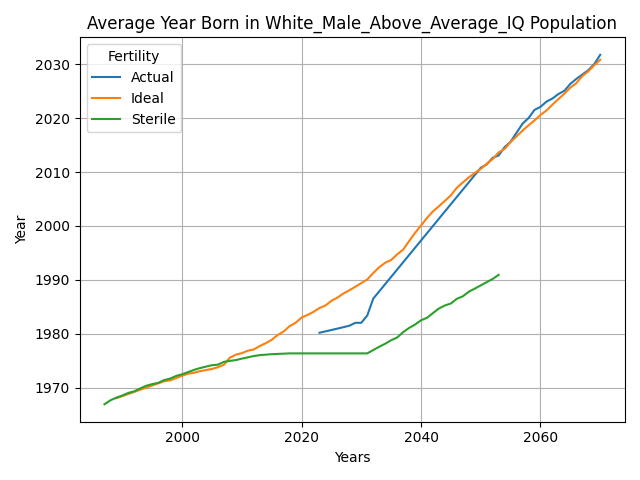 Average Year Born in White_Male_Above_Average_IQ Population
Fertility
Actual
Ideal
Sterile
2030
2020
2010
2000
1990
1980
1970
Year
2000 2020 2040 2060
Years